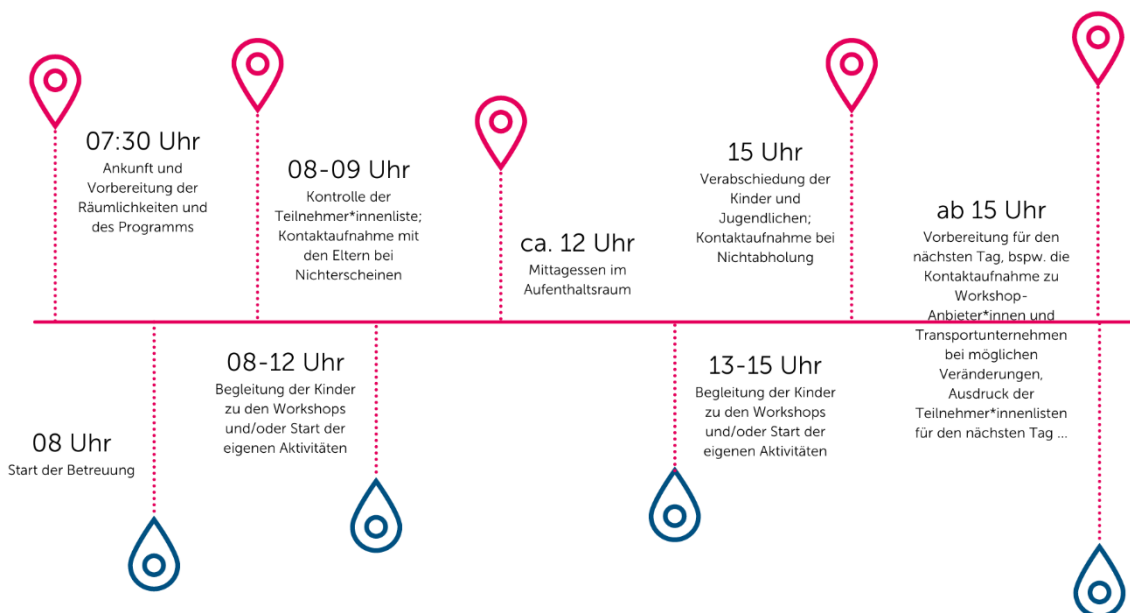 07:30 Uhr
Ankunft und
Vorbereitung der
Räumlichkeiten und
des Programms
08 Uhr
Start der Betreuung
08-09 Uhr
Kontrolle der
Teilnehmer*innenliste;
Kontaktaufnahme mit
den Eltern bei
Nichterscheinen
08-12 Uhr
Begleitung der Kinder
zu den Workshops
und/oder Start der
eigenen Aktivitäten
ca. 12 Uhr
Mittagessen im
Aufenthaltsraum
13-15 Uhr
Begleitung der Kinder
zu den Workshops
und/oder Start der
eigenen Aktivitäten
15 Uhr
Verabschiedung der
Kinder und
Jugendlichen;
Kontaktaufnahme bei
Nichtabholung
ab 15 Uhr
Vorbereitung für den
nächsten Tag, bspw. die
Kontaktaufnahme zu
Workshop-
Anbieter*innen und
Transportunternehmen
bei möglichen
Veränderungen,
Ausdruck der
Teilnehmer*innenlisten
für den nächsten Tag ...